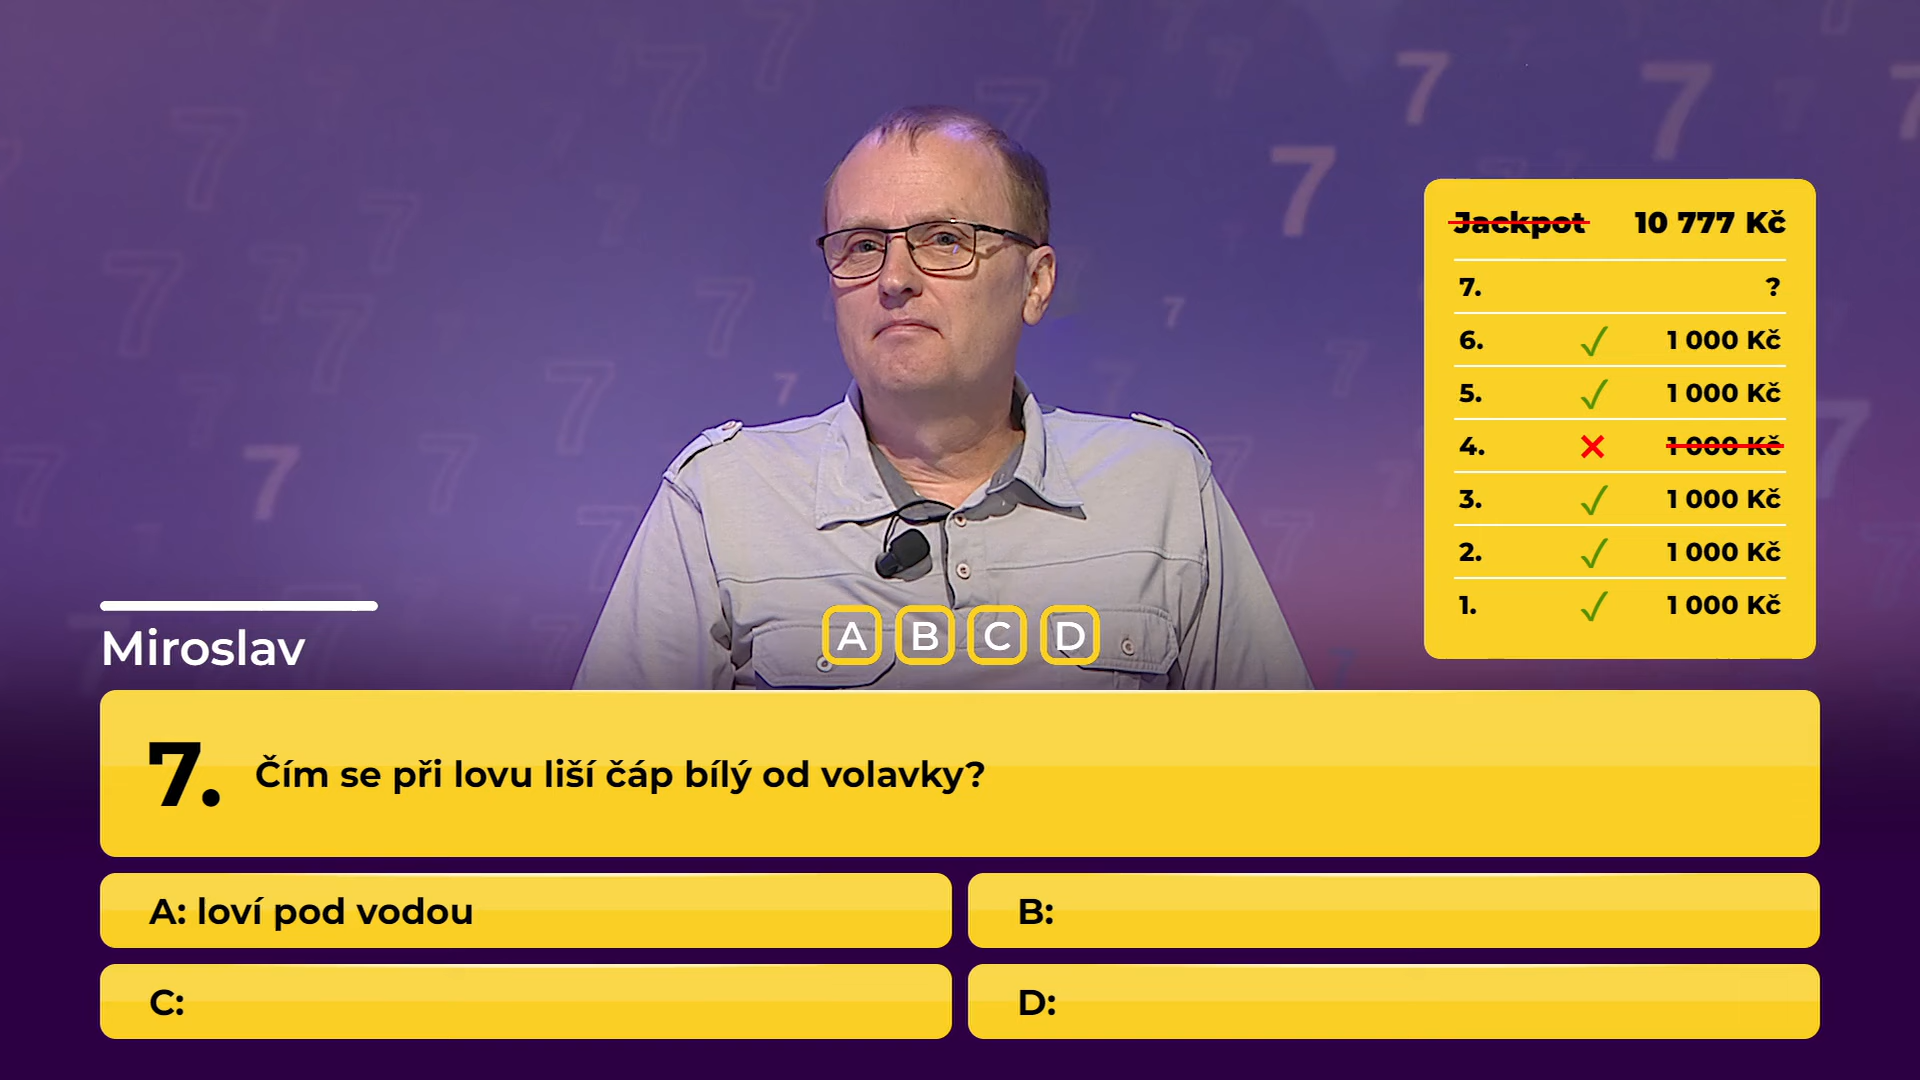 Jackpot 10 777 Kč
7. ?
6. ✓ 1 000 Kč
5. ✓ 1 000 Kč
4. ✕ 1 000 Kč
3. ✓ 1 000 Kč
2. ✓ 1 000 Kč
1. ✓ 1 000 Kč
Miroslav
A B C D
7. Čím se při lovu liší čáp bílý od volavky?
A: loví pod vodou
B:
C:
D: